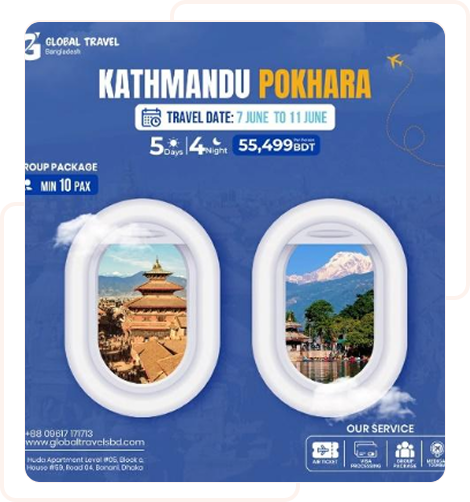 GLOBAL TRAVEL
Bangladesh
KATHMANDU POKHARA
TRAVEL DATE: 7 JUNE TO 11 JUNE
5 Days 4 Night 55,499 BDT
ROUP PACKAGE
MIN 10 PAX
+88 09617 171713
www.globaltravelsbd.com
Huda Apartment Level #05, Block c,
House #59, Road 04, Banani, Dhaka
OUR SERVICE
AIR TICKET
VISA PROCESSING
GROUP PACKAGE